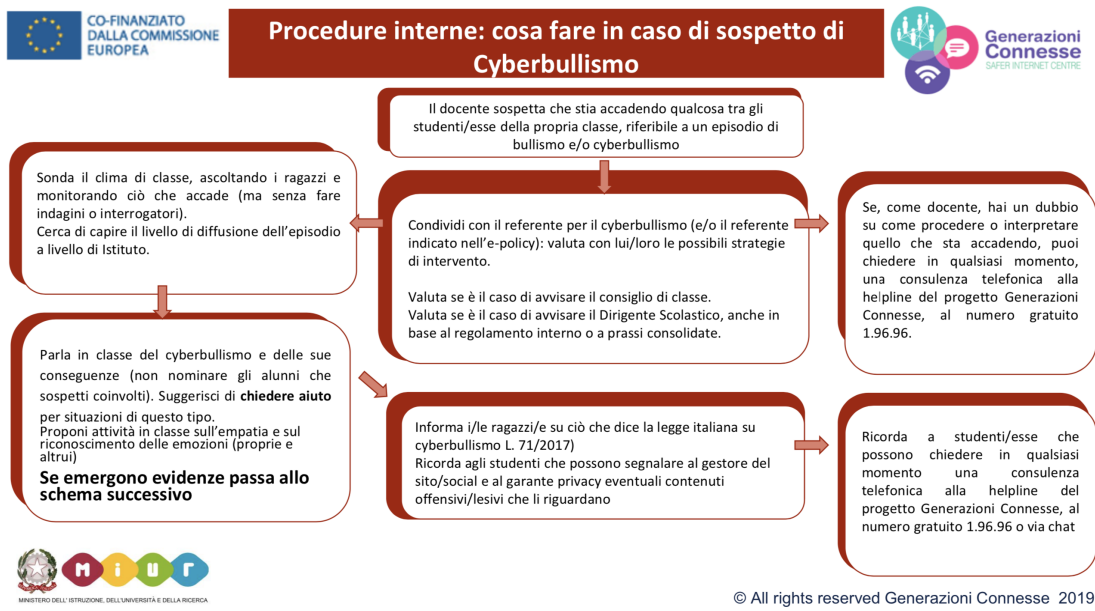 CO-FINANZIATO
DALLA COMMISSIONE
EUROPEA
Procedure interne: cosa fare in caso di sospetto di
Cyberbullismo
Generazioni
Connesse
SAFER INTERNET CENTRE
Il docente sospetta che stia accadendo qualcosa tra gli
studenti/esse della propria classe, riferibile a un episodio di
bullismo e/o cyberbullismo
Sonda il clima di classe, ascoltando i ragazzi e
monitorando ciò che accade (ma senza fare
indagini o interrogatori).
Cerca di capire il livello di diffusione dell'episodio
a livello di Istituto.
Condividi con il referente per il cyberbullismo (e/o il referente
indicato nell'e-policy): valuta con lui/loro le possibili strategie
di intervento.
Valuta se è il caso di avvisare il consiglio di classe.
Valuta se è il caso di avvisare il Dirigente Scolastico, anche in
base al regolamento interno o a prassi consolidate.
Se, come docente, hai un dubbio
su come procedere o interpretare
quello che sta accadendo, puoi
chiedere in qualsiasi momento,
una consulenza telefonica alla
helpline del progetto Generazioni
Connesse, al numero gratuito
1.96.96.
Parla in classe del cyberbullismo e delle sue
conseguenze (non nominare gli alunni che
sospetti coinvolti). Suggerisci di chiedere aiuto
per situazioni di questo tipo.
Proponi attività in classe sull'empatia e sul
riconoscimento delle emozioni (proprie e
altrui)
Se emergono evidenze passa allo
schema successivo
Informa i/le ragazzi/e su ciò che dice la legge italiana su
cyberbullismo L. 71/2017)
Ricorda agli studenti che possono segnalare al gestore del
sito/social e al garante privacy eventuali contenuti
offensivi/lesivi che li riguardano
Ricorda a studenti/esse che
possono chiedere in qualsiasi
momento una consulenza
telefonica alla helpline del
progetto Generazioni Connesse, al
numero gratuito 1.96.96 o via chat
miur
MINISTERO DELL' ISTRUZIONE, DELL'UNIVERSITÀ E DELLA RICERCA
© All rights reserved Generazioni Connesse 2019